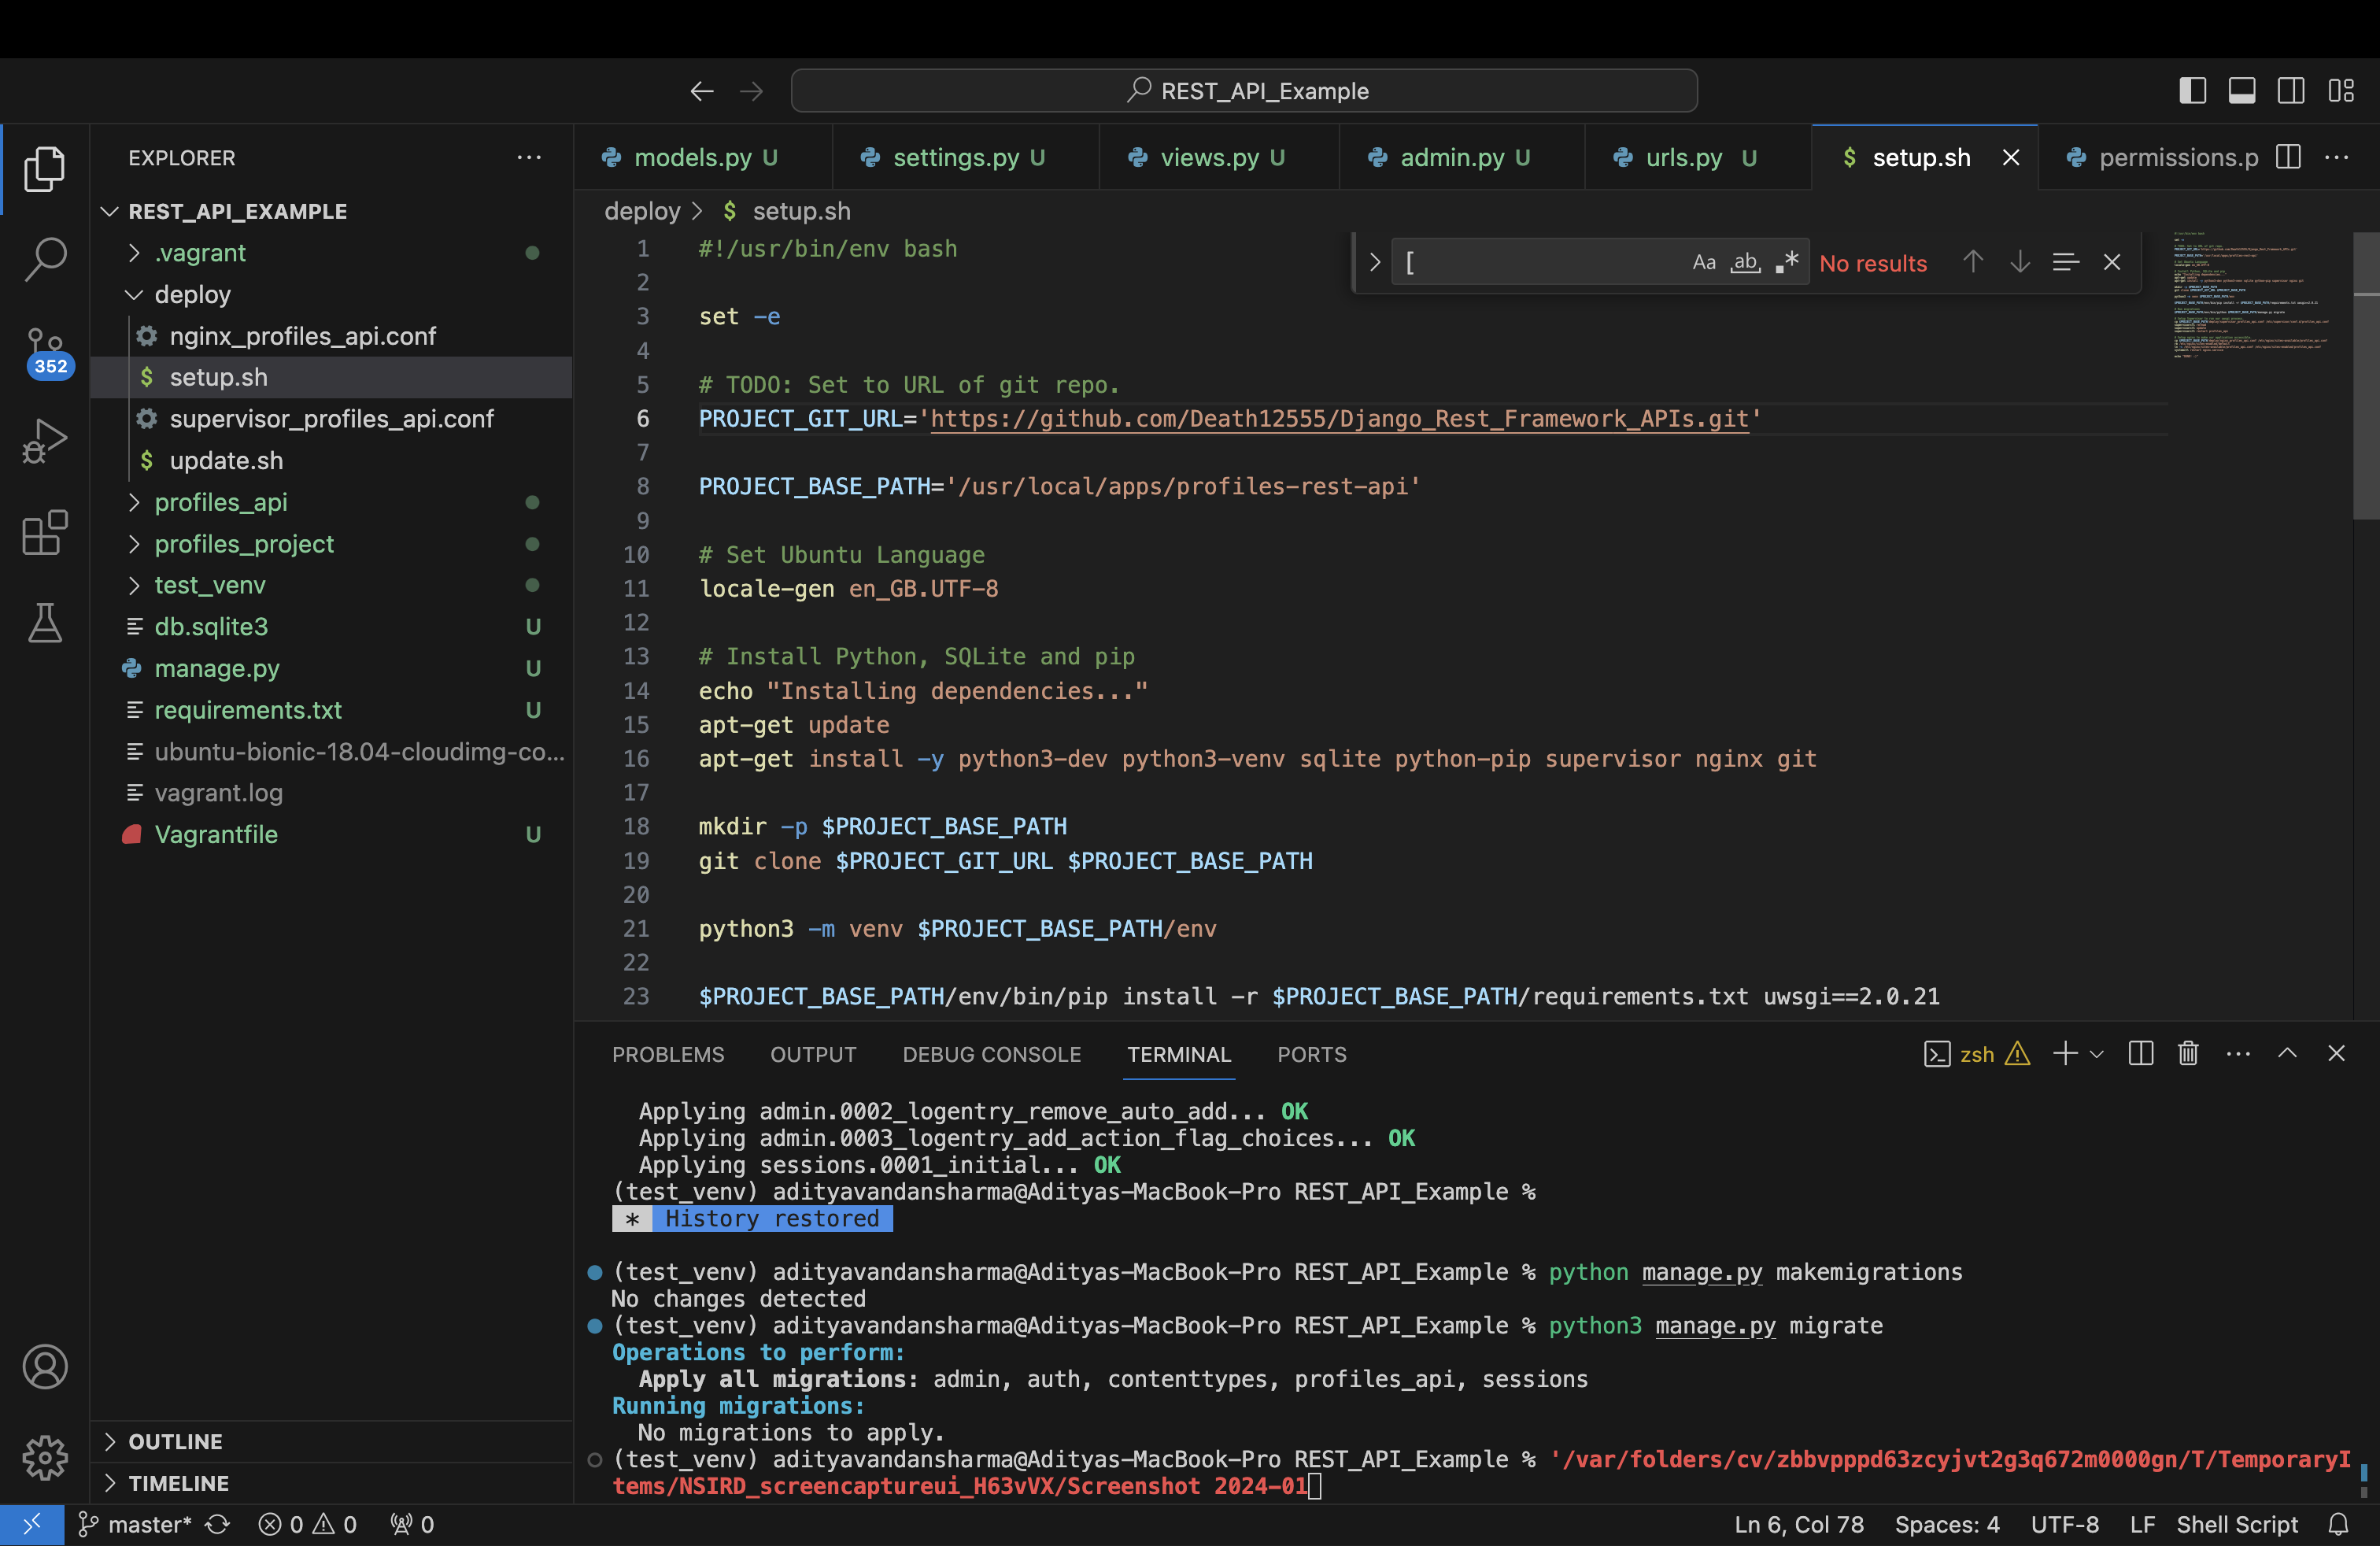 REST_API_Example
EXPLORER
models.py U
settings.py U
views.py U
admin.py U
urls.py U
$ setup.sh
permissions.p
REST_API_EXAMPLE
.vagrant
deploy
nginx_profiles_api.conf
$ setup.sh
supervisor_profiles_api.conf
$ update.sh
profiles_api
profiles_project
test_venv
db.sqlite3 U
manage.py U
requirements.txt U
ubuntu-bionic-18.04-cloudimg-co...
vagrant.log
Vagrantfile U
352
OUTLINE
TIMELINE
deploy > $ setup.sh
[ Aa ab .* No results
1 #!/usr/bin/env bash
2
3 set -e
4
5 # TODO: Set to URL of git repo.
6 PROJECT_GIT_URL='https://github.com/Death12555/Django_Rest_Framework_APIs.git'
7
8 PROJECT_BASE_PATH='/usr/local/apps/profiles-rest-api'
9
10 # Set Ubuntu Language
11 locale-gen en_GB.UTF-8
12
13 # Install Python, SQLite and pip
14 echo "Installing dependencies..."
15 apt-get update
16 apt-get install -y python3-dev python3-venv sqlite python-pip supervisor nginx git
17
18 mkdir -p $PROJECT_BASE_PATH
19 git clone $PROJECT_GIT_URL $PROJECT_BASE_PATH
20
21 python3 -m venv $PROJECT_BASE_PATH/env
22
23 $PROJECT_BASE_PATH/env/bin/pip install -r $PROJECT_BASE_PATH/requirements.txt uwsgi==2.0.21
PROBLEMS OUTPUT DEBUG CONSOLE TERMINAL PORTS
zsh
Applying admin.0002_logentry_remove_auto_add... OK
Applying admin.0003_logentry_add_action_flag_choices... OK
Applying sessions.0001_initial... OK
(test_venv) adityavandansharma@Adityas-MacBook-Pro REST_API_Example %
* History restored
(test_venv) adityavandansharma@Adityas-MacBook-Pro REST_API_Example % python manage.py makemigrations
No changes detected
(test_venv) adityavandansharma@Adityas-MacBook-Pro REST_API_Example % python3 manage.py migrate
Operations to perform:
Apply all migrations: admin, auth, contenttypes, profiles_api, sessions
Running migrations:
No migrations to apply.
(test_venv) adityavandansharma@Adityas-MacBook-Pro REST_API_Example % '/var/folders/cv/zbbvpppd63zcyjvt2g3q672m0000gn/T/TemporaryI
tems/NSIRD_screencaptureui_H63vVX/Screenshot 2024-01
master* 0 0 0
Ln 6, Col 78 Spaces: 4 UTF-8 LF Shell Script